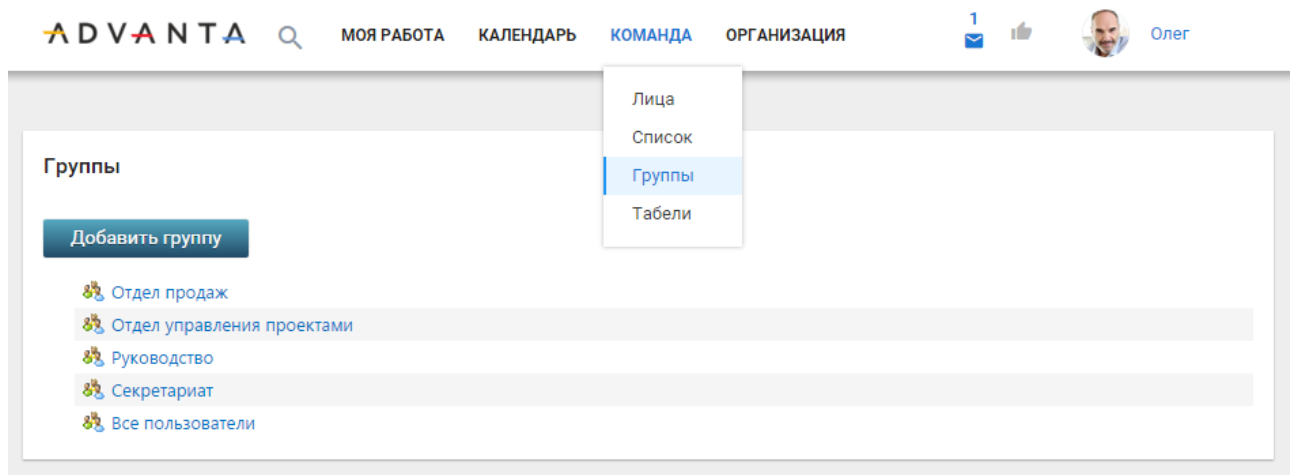 ADVANTA МОЯ РАБОТА КАЛЕНДАРЬ КОМАНДА ОРГАНИЗАЦИЯ 1 Олег
Лица
Список
Группы
Табели
Группы
Добавить группу
Отдел продаж
Отдел управления проектами
Руководство
Секретариат
Все пользователи